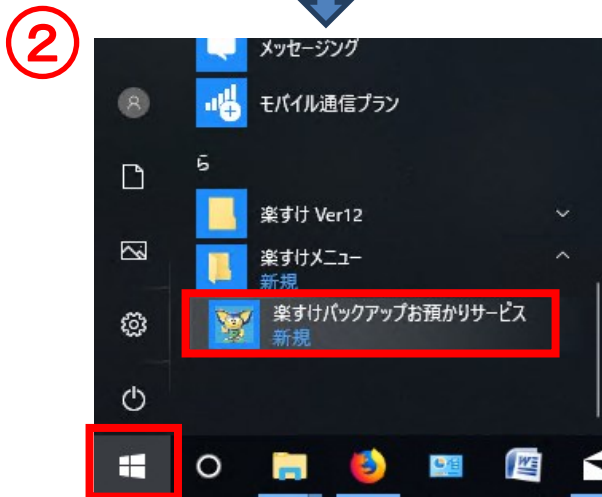 ②
メッセージング
モバイル通信プラン
ら
楽すけ Ver12
楽すけメニュー
新規
楽すけバックアップお預かりサービス
新規